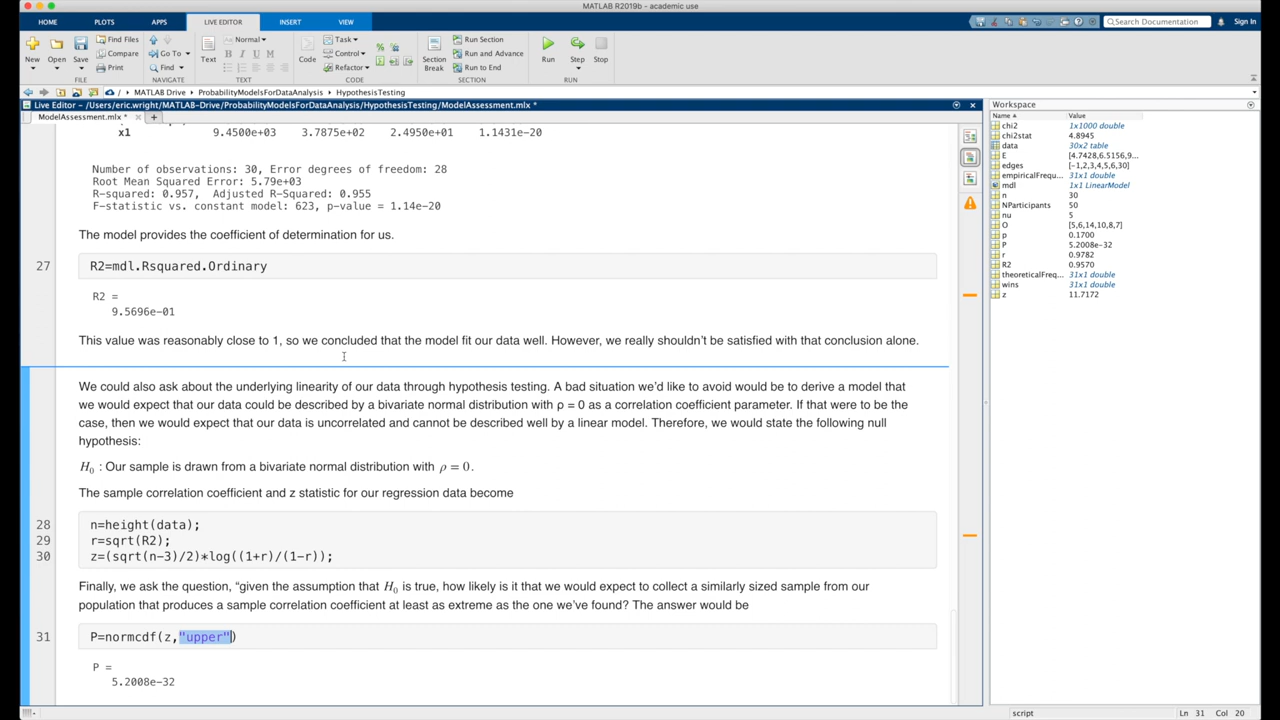 MATLAB R2019b - academic use
HOME PLOTS APPS LIVE EDITOR INSERT VIEW
Search Documentation Sign In
Find Files Normal Task Run Section
Compare Go To B I U M Control Run and Advance
New Open Save Print Find Text Code Refactor Section Break Run to End Run Step Stop
FILE NAVIGATE TEXT CODE SECTION RUN
MATLAB Drive ProbabilityModelsForDataAnalysis HypothesisTesting
Live Editor - /Users/eric.wright/MATLAB-Drive/ProbabilityModelsForDataAnalysis/HypothesisTesting/ModelAssessment.mlx *
ModelAssessment.mlx * × +
x1 9.4500e+03 3.7875e+02 2.4950e+01 1.1431e-20
Number of observations: 30, Error degrees of freedom: 28
Root Mean Squared Error: 5.79e+03
R-squared: 0.957, Adjusted R-Squared: 0.955
F-statistic vs. constant model: 623, p-value = 1.14e-20
The model provides the coefficient of determination for us.
27 R2=mdl.Rsquared.Ordinary
R2 =
9.5696e-01
This value was reasonably close to 1, so we concluded that the model fit our data well. However, we really shouldn't be satisfied with that conclusion alone.
We could also ask about the underlying linearity of our data through hypothesis testing. A bad situation we'd like to avoid would be to derive a model that
we would expect that our data could be described by a bivariate normal distribution with ρ = 0 as a correlation coefficient parameter. If that were to be the
case, then we would expect that our data is uncorrelated and cannot be described well by a linear model. Therefore, we would state the following null
hypothesis:
H0 : Our sample is drawn from a bivariate normal distribution with ρ = 0.
The sample correlation coefficient and z statistic for our regression data become
28 n=height(data);
29 r=sqrt(R2);
30 z=(sqrt(n-3)/2)*log((1+r)/(1-r));
Finally, we ask the question, “given the assumption that H0 is true, how likely is it that we would expect to collect a similarly sized sample from our
population that produces a sample correlation coefficient at least as extreme as the one we've found? The answer would be
31 P=normcdf(z,"upper")
P =
5.2008e-32
Workspace
Name Value
chi2 1x1000 double
chi2stat 4.8945
data 30x2 table
E [4.7428,6.5156,9...
edges [-1,2,3,4,5,6,30]
empiricalFrequ... 31x1 double
mdl 1x1 LinearModel
n 30
NParticipants 50
nu 5
O [5,6,14,10,8,7]
p 0.1700
P 5.2008e-32
r 0.9782
R2 0.9570
theoreticalFreq... 31x1 double
wins 31x1 double
z 11.7172
script Ln 31 Col 20